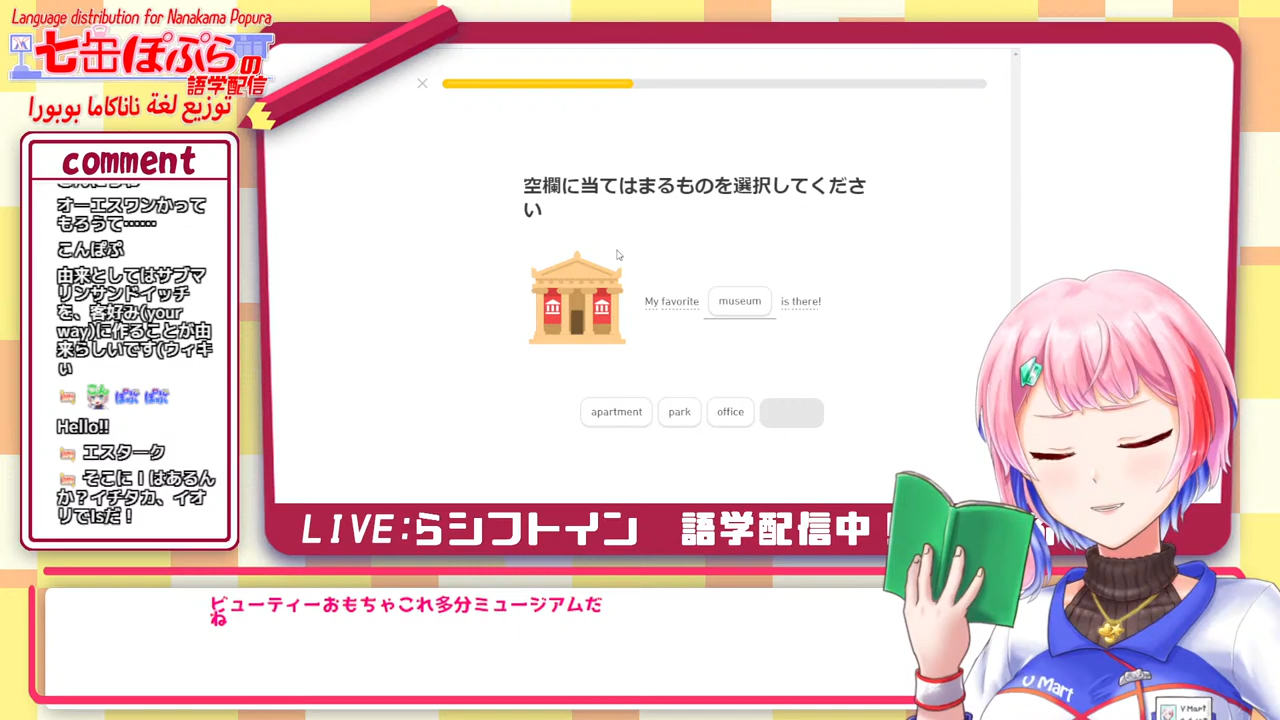 Language distribution for Nanakama Popura
七缶ぽぷらの
語学配信
توزيع لغة ناناكاما بوبورا
comment
オーエスワンかって
もろうて……
こんぽぷ
由来としてはサブマ
リンサンドイッチ
を、客好み(your
way)に作ることが由
来らしいです(ウィキ
ぃ
こん ぽぷ ぽぷ
Hello!!
エスターク
そこにIはあるん
か？イチタカ、イオ
リでIsだ！
空欄に当てはまるものを選択してくださ
い
My favorite museum is there!
apartment park office
LIVE:らシフトイン 語学配信中！
ビューティーおもちゃこれ多分ミュージアムだ
ね
V Mart
V Mart